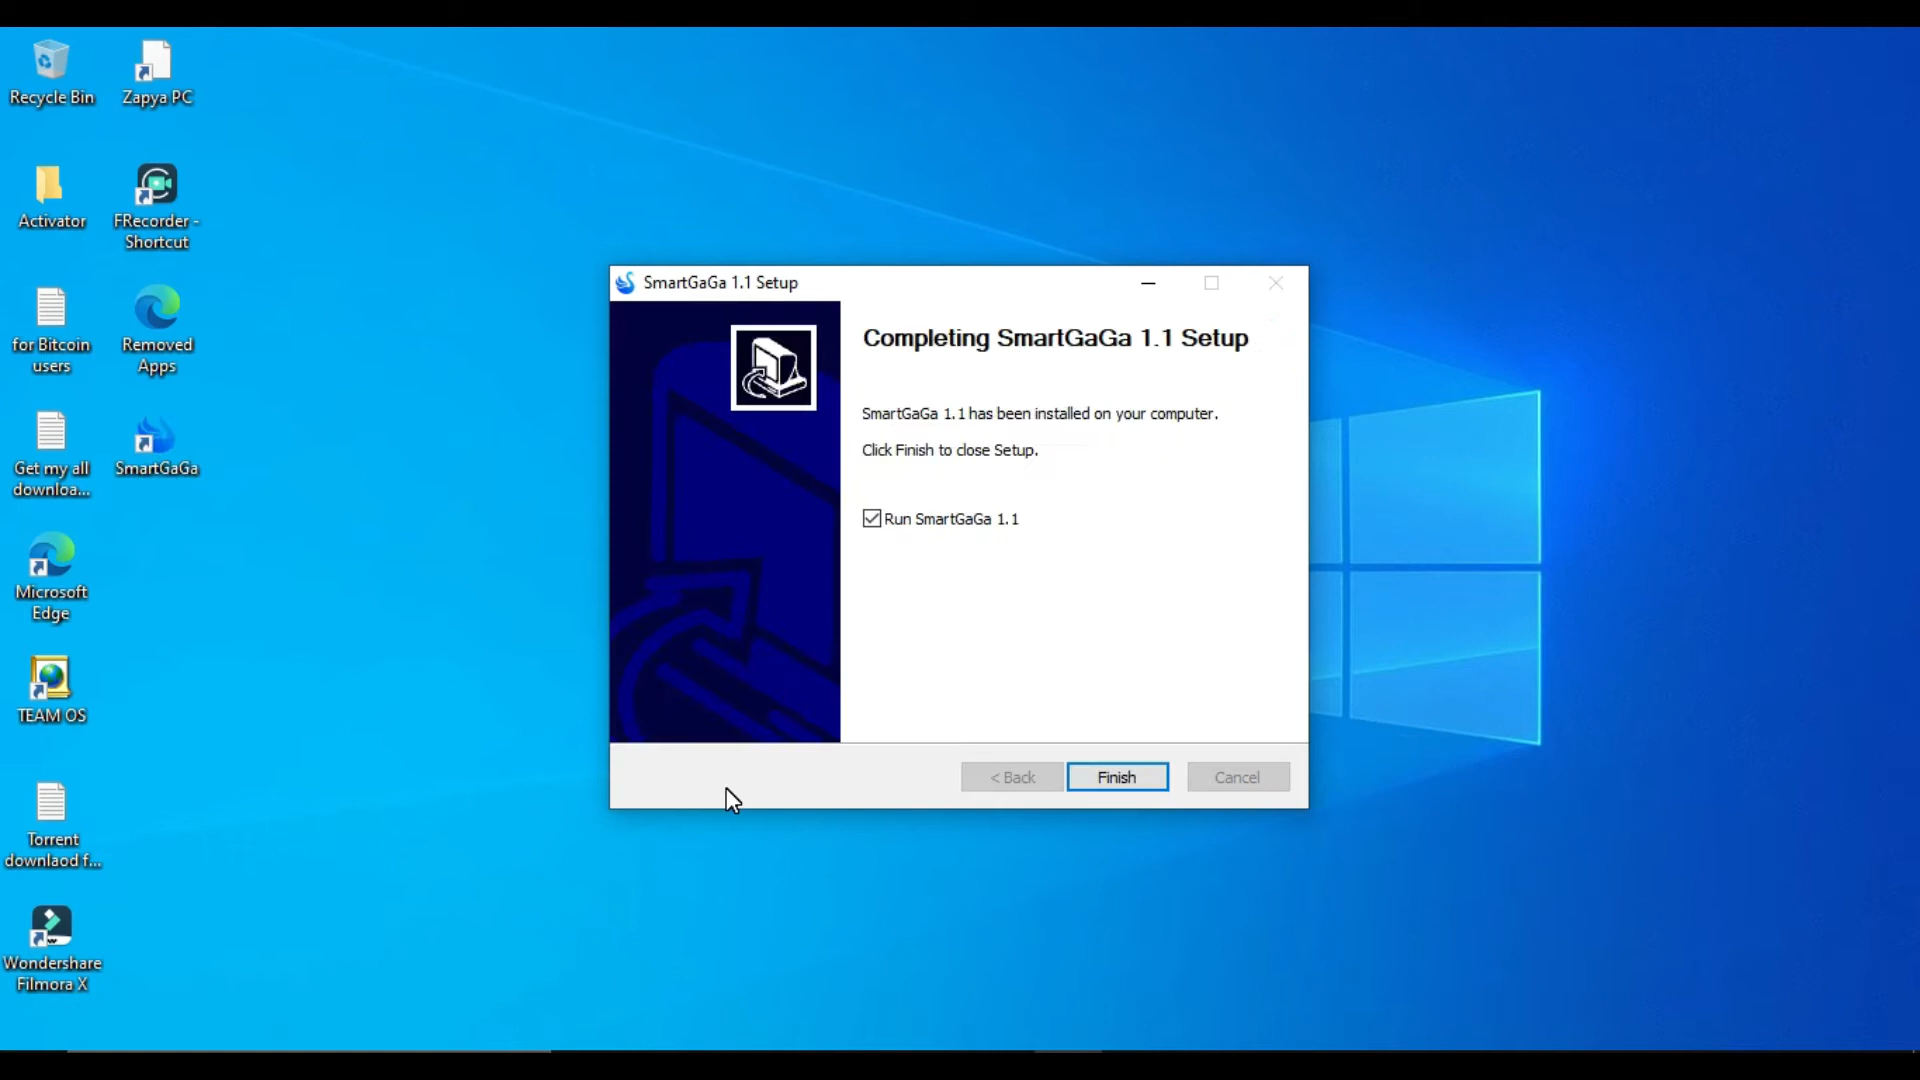 Recycle Bin
Zapya PC
Activator
FRecorder -
Shortcut
for Bitcoin
users
Removed
Apps
Get my all
downloa...
SmartGaGa
Microsoft
Edge
TEAM OS
Torrent
downlaod f...
Wondershare
Filmora X
SmartGaGa 1.1 Setup
Completing SmartGaGa 1.1 Setup
SmartGaGa 1.1 has been installed on your computer.
Click Finish to close Setup.
Run SmartGaGa 1.1
< Back
Finish
Cancel